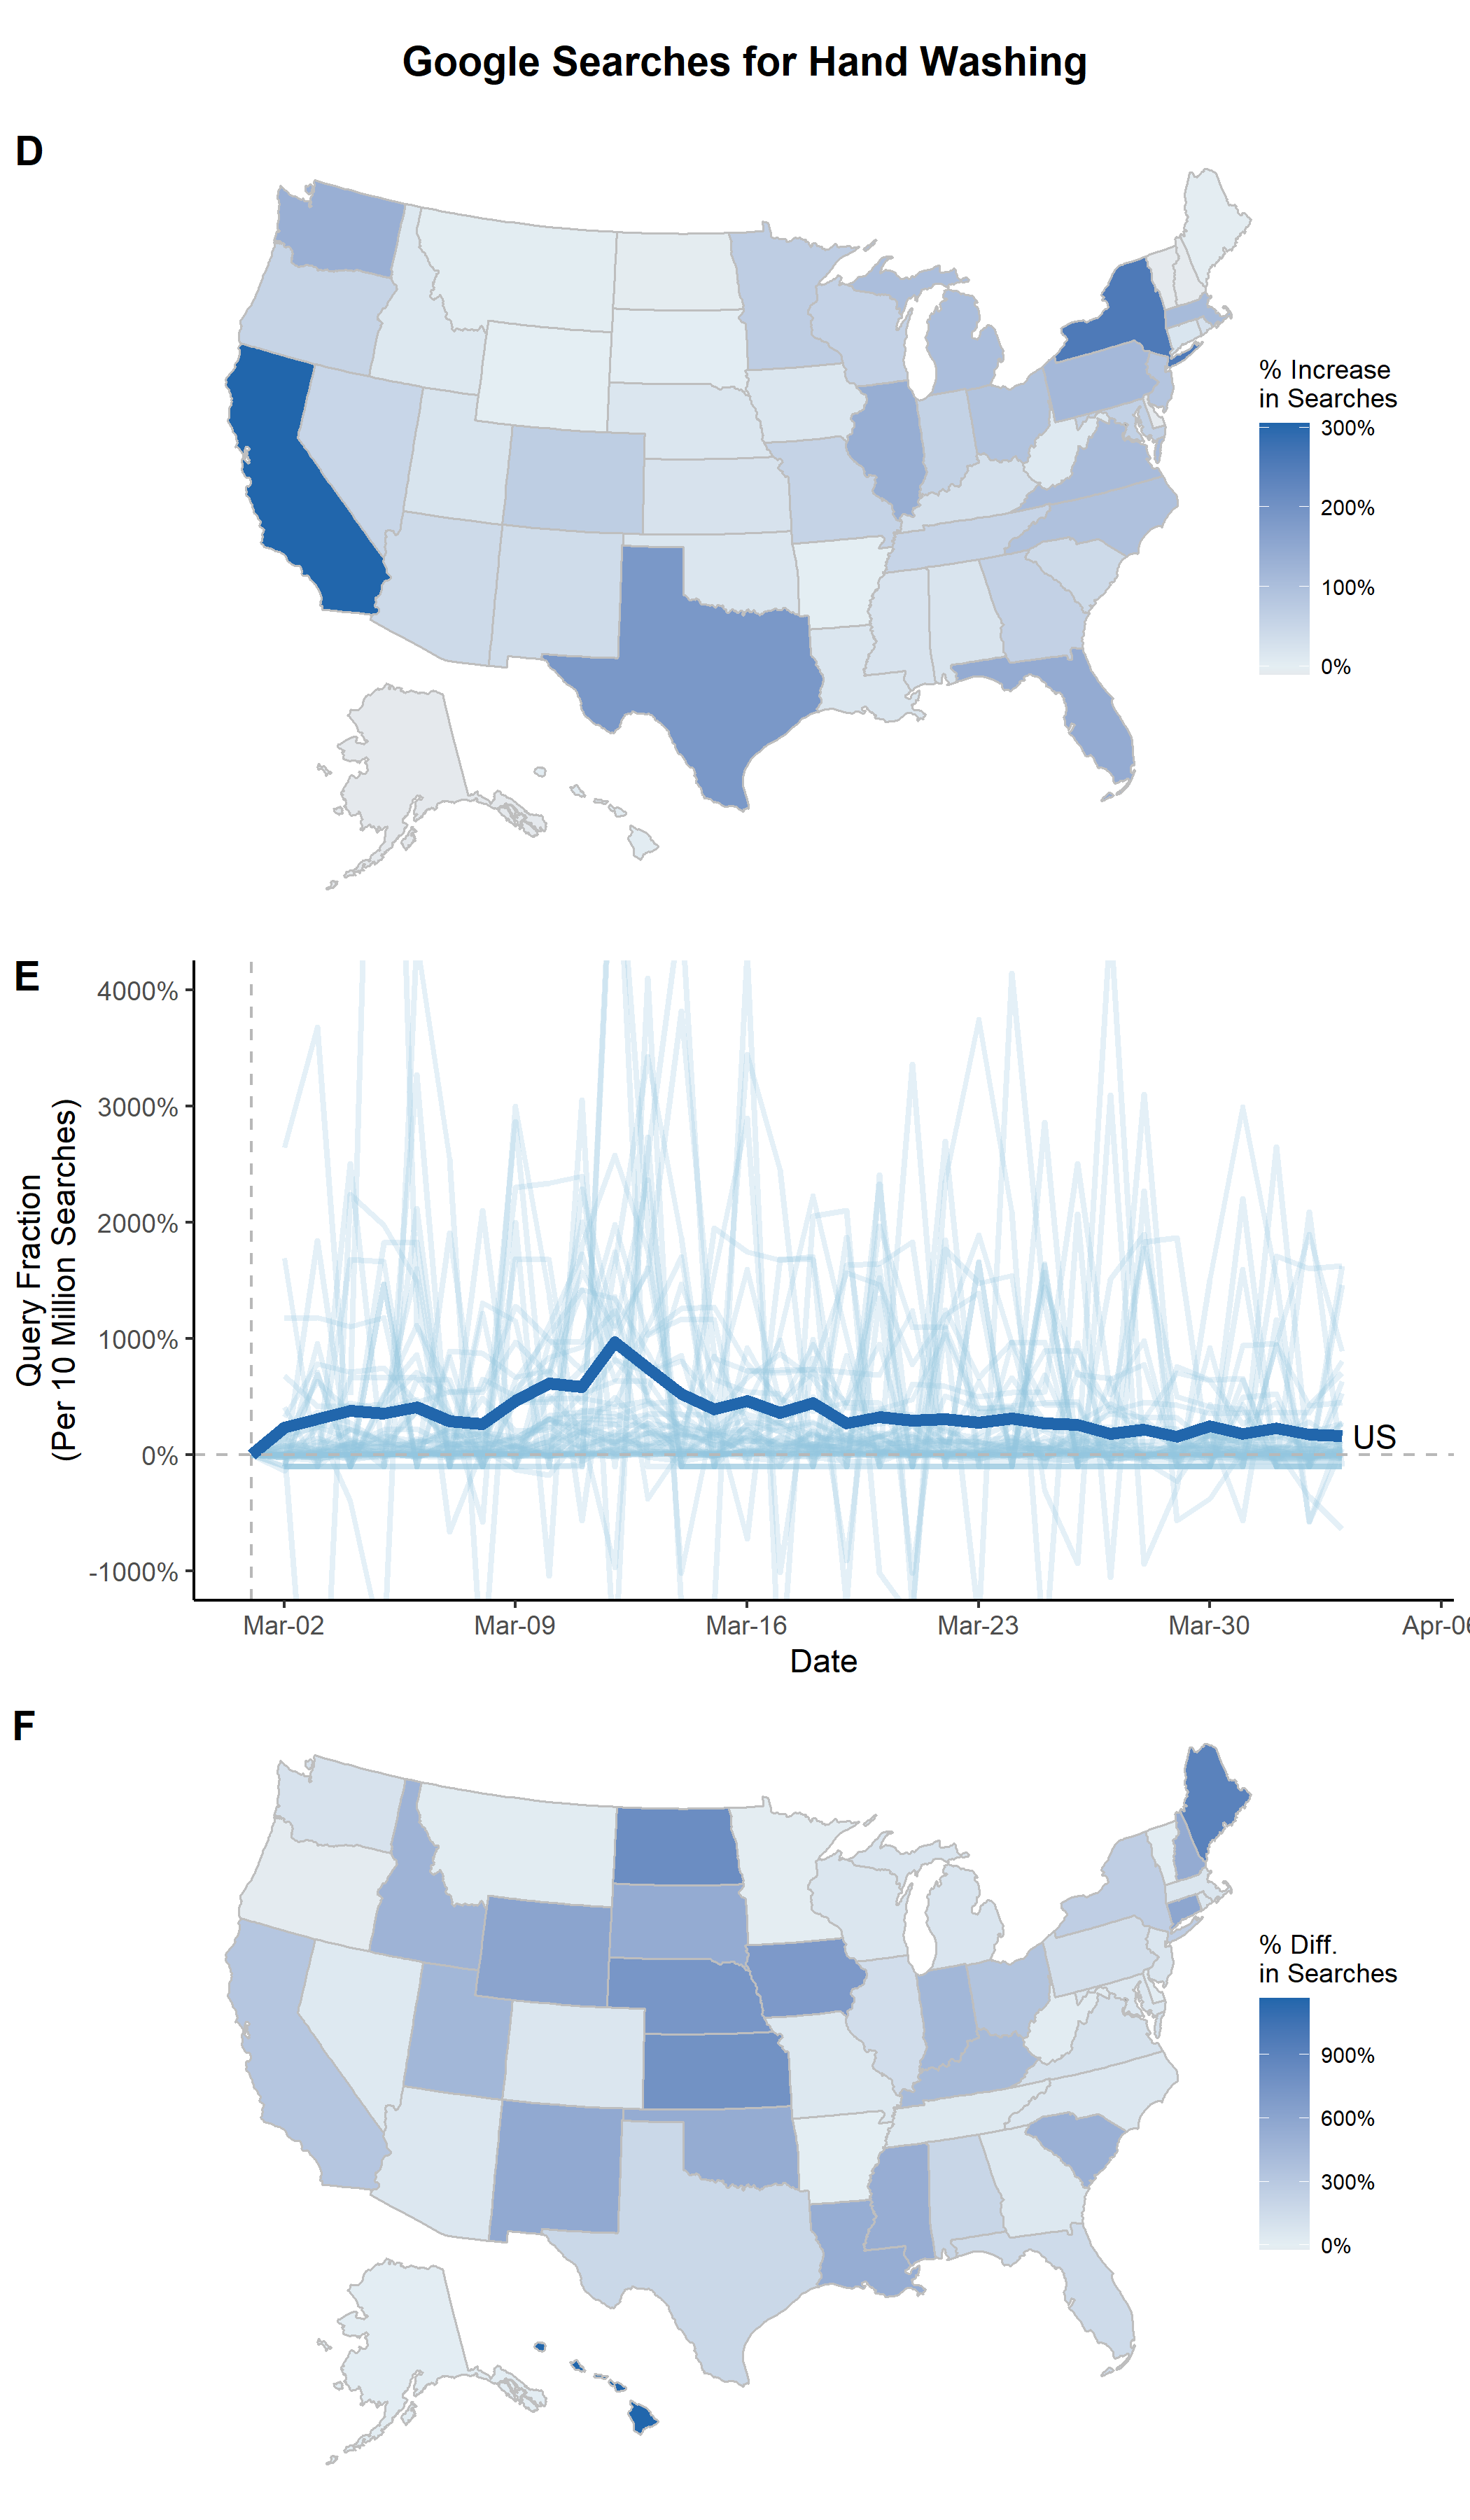 Google Searches for Hand Washing
D
% Increase
in Searches
300%
200%
100%
0%
E
4000%
3000%
2000%
1000%
0%
-1000%
Query Fraction
(Per 10 Million Searches)
US
Mar-02
Mar-09
Mar-16
Mar-23
Mar-30
Apr-06
Date
F
% Diff.
in Searches
900%
600%
300%
0%